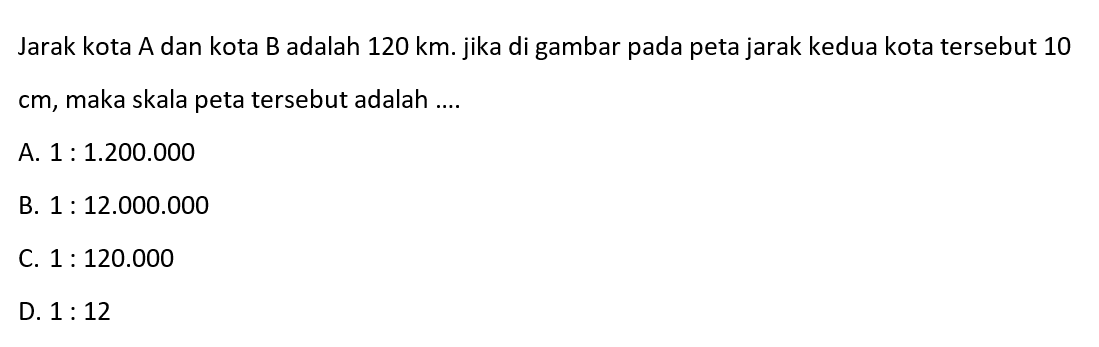 Jarak kota A dan kota B adalah 120 km. jika di gambar pada peta jarak kedua kota tersebut 10
cm, maka skala peta tersebut adalah ....
A. 1 : 1.200.000
B. 1 : 12.000.000
C. 1 : 120.000
D. 1 : 12